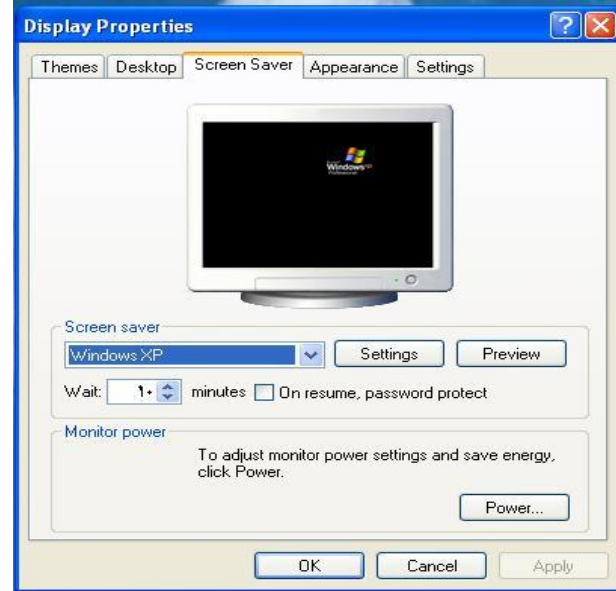 Display Properties
Themes Desktop Screen Saver Appearance Settings
Windows xp
Professional
Screen saver
Windows XP Settings Preview
Wait: ١٠ minutes On resume, password protect
Monitor power
To adjust monitor power settings and save energy,
click Power.
Power...
OK Cancel Apply